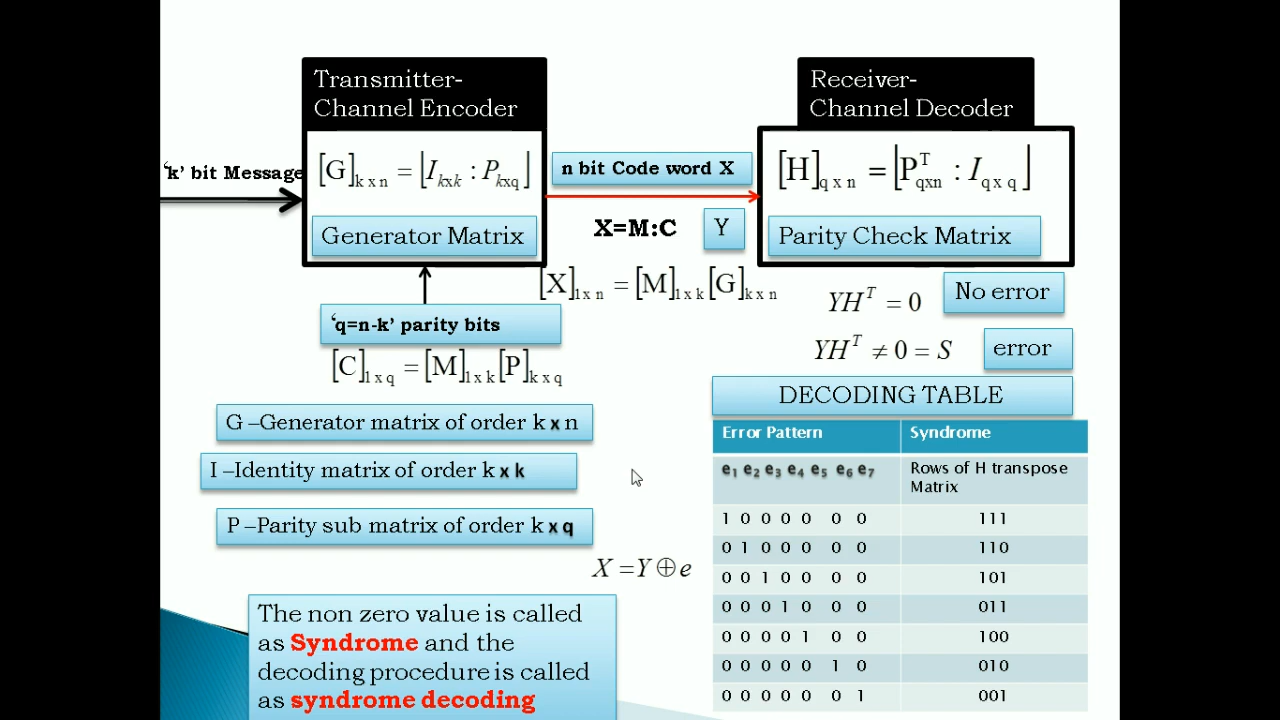 Transmitter-
Channel Encoder
Receiver-
Channel Decoder
‘k’ bit Message
[G]k x n = [Ikxk : Pkxq]
Generator Matrix
n bit Code word X
X=M:C
Y
[X]1 x n = [M]1 x k [G]k x n
[H]q x n = [P^T qxn : I q x q]
Parity Check Matrix
‘q=n-k’ parity bits
[C]1 x q = [M]1 x k [P]k x q
YH^T = 0
No error
YH^T ≠ 0 = S
error
G –Generator matrix of order k x n
I –Identity matrix of order k x k
P –Parity sub matrix of order k x q
X = Y ⊕ e
The non zero value is called
as Syndrome and the
decoding procedure is called
as syndrome decoding
DECODING TABLE
Error Pattern Syndrome
e1 e2 e3 e4 e5 e6 e7 Rows of H transpose
Matrix
1 0 0 0 0 0 0 111
0 1 0 0 0 0 0 110
0 0 1 0 0 0 0 101
0 0 0 1 0 0 0 011
0 0 0 0 1 0 0 100
0 0 0 0 0 1 0 010
0 0 0 0 0 0 1 001